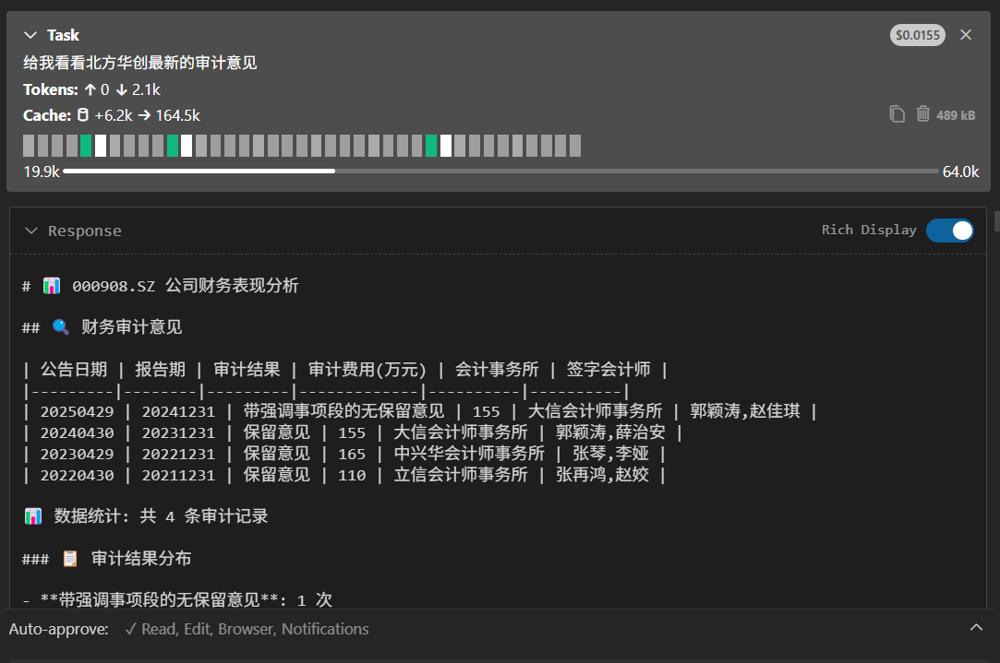 Task
$0.0155
给我看看北方华创最新的审计意见
Tokens: ↑ 0 ↓ 2.1k
Cache: +6.2k → 164.5k
489 kB
19.9k
64.0k
Response
Rich Display
# 📊 000908.SZ 公司财务表现分析
## 🔍 财务审计意见
| 公告日期 | 报告期 | 审计结果 | 审计费用(万元) | 会计事务所 | 签字会计师 |
|---------|--------|---------|-------------|----------|----------|
| 20250429 | 20241231 | 带强调事项段的无保留意见 | 155 | 大信会计师事务所 | 郭颖涛,赵佳琪 |
| 20240430 | 20231231 | 保留意见 | 155 | 大信会计师事务所 | 郭颖涛,薛治安 |
| 20230429 | 20221231 | 保留意见 | 165 | 中兴华会计师事务所 | 张琴,李娅 |
| 20220430 | 20211231 | 保留意见 | 110 | 立信会计师事务所 | 张再鸿,赵姣 |
📊 数据统计: 共 4 条审计记录
### 📋 审计结果分布
- **带强调事项段的无保留意见**: 1 次
Auto-approve: ✓ Read, Edit, Browser, Notifications